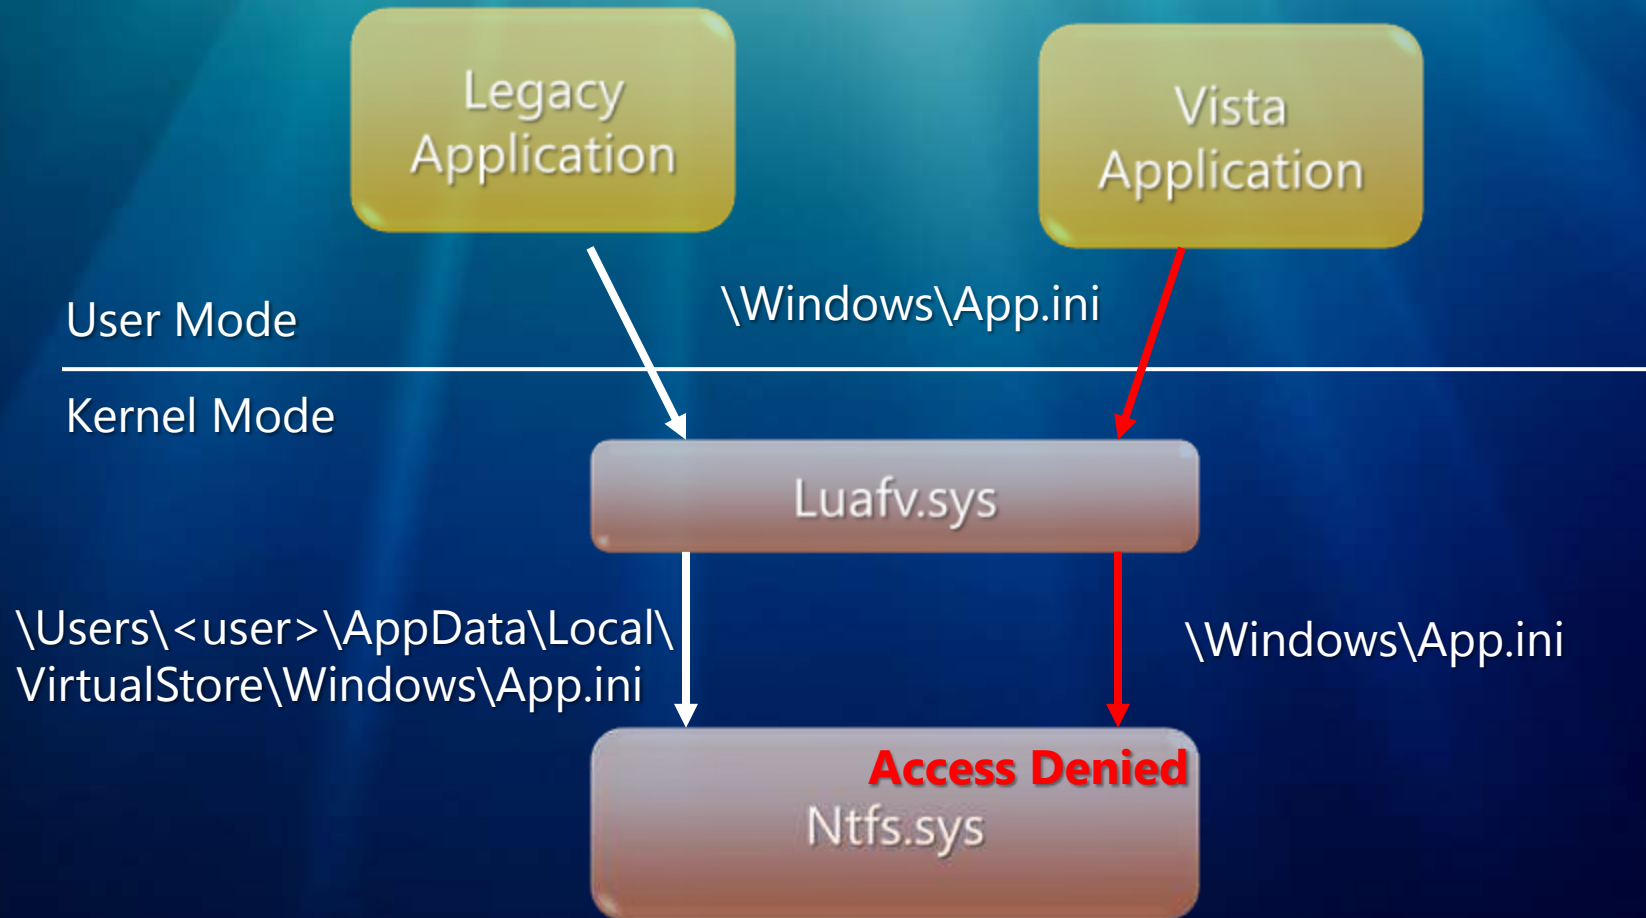 Legacy
Application
Vista
Application
\Windows\App.ini
User Mode
Kernel Mode
Luafv.sys
\Users\<user>\AppData\Local\
VirtualStore\Windows\App.ini
\Windows\App.ini
Access Denied
Ntfs.sys